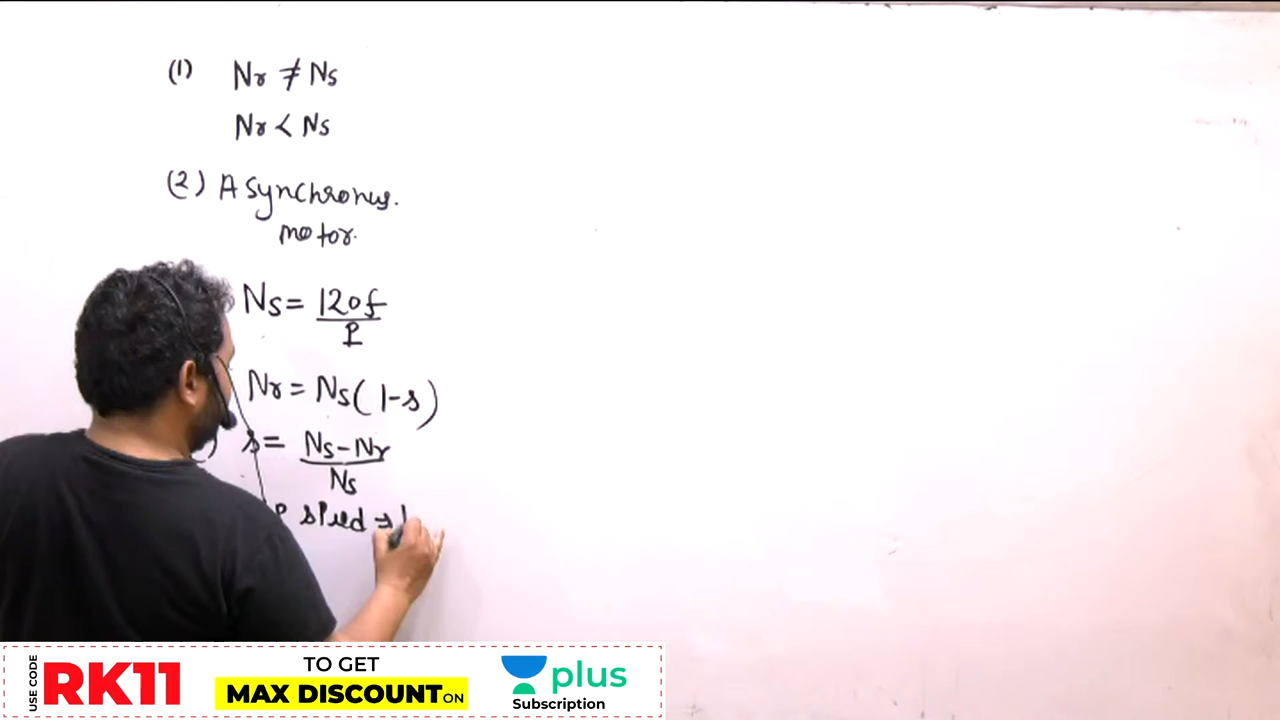 (1) Nr ≠ Ns
Nr < Ns
(2) Asynchronus.
motor.
Ns = 120f/P
Nr = Ns(1-s)
) s = Ns-Nr/Ns
P speed ⇒
USE CODE RK11
TO GET
MAX DISCOUNT ON
plus
Subscription